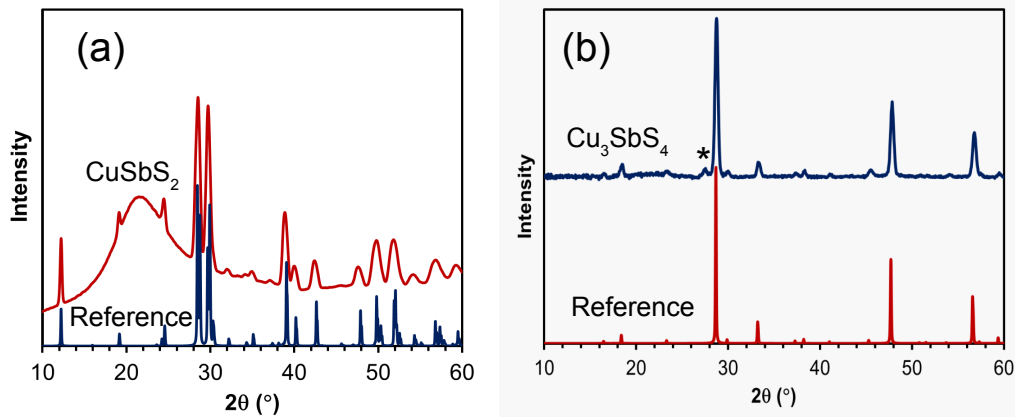 (a)
Intensity
CuSbS₂
Reference
10 20 30 40 50 60
2θ (°)
(b)
Intensity
Cu₃SbS₄
*
Reference
10 20 30 40 50 60
2θ (°)